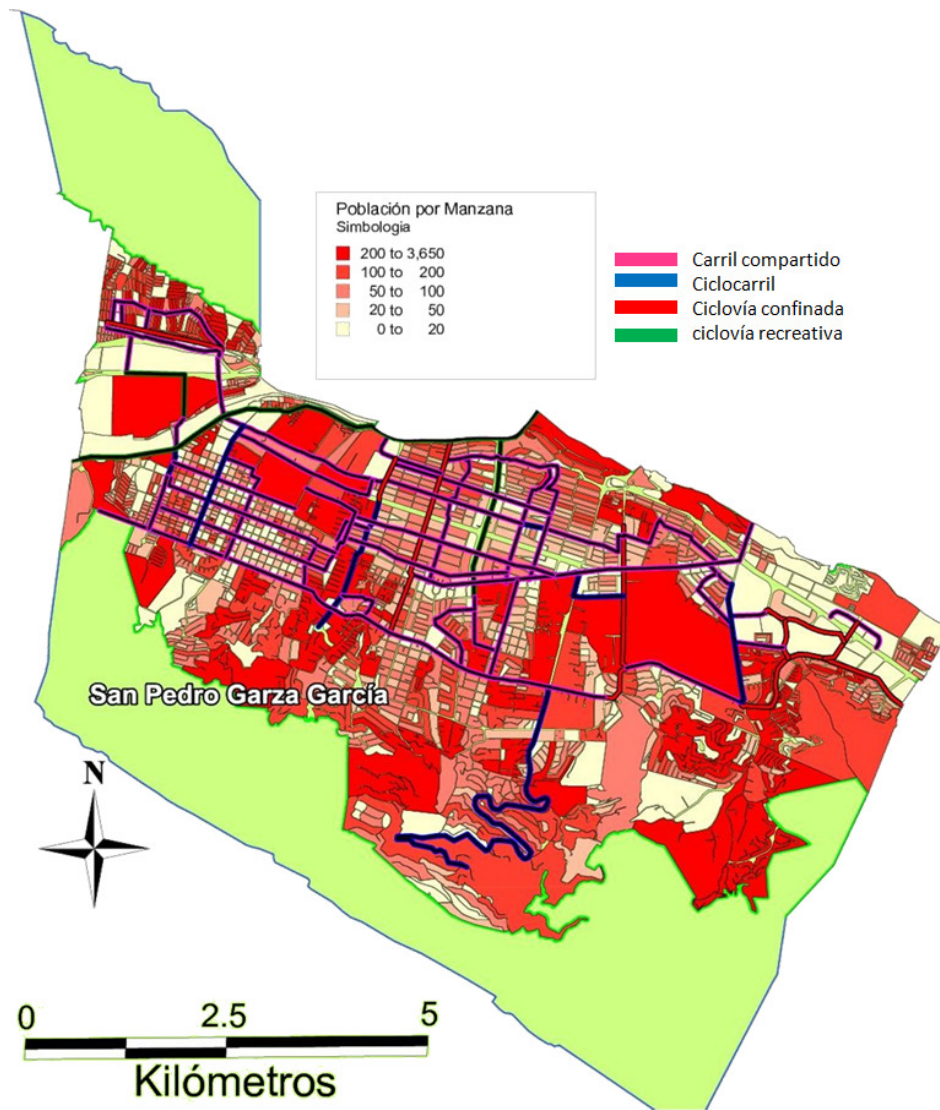 Población por Manzana
Simbologia
200 to 3,650
100 to 200
50 to 100
20 to 50
0 to 20
Carril compartido
Ciclocarril
Ciclovía confinada
ciclovía recreativa
San Pedro Garza García
N
0 2.5 5
Kilómetros